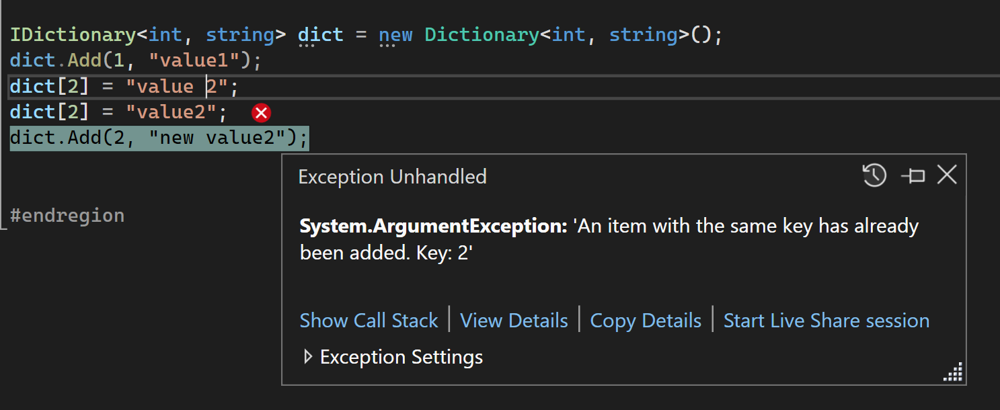 IDictionary<int, string> dict = new Dictionary<int, string>();
dict.Add(1, "value1");
dict[2] = "value 2";
dict[2] = "value2";
dict.Add(2, "new value2");
Exception Unhandled
System.ArgumentException: 'An item with the same key has already
been added. Key: 2'
Show Call Stack | View Details | Copy Details | Start Live Share session
Exception Settings
#endregion